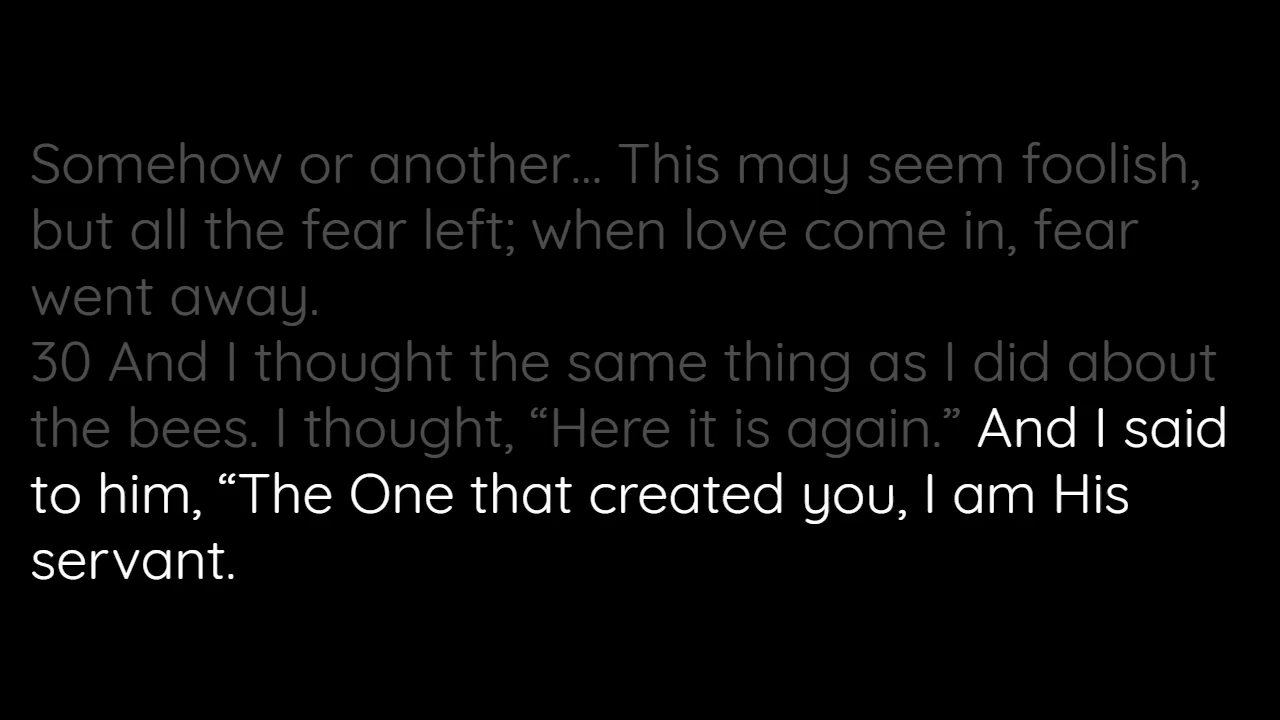 Somehow or another... This may seem foolish,
but all the fear left; when love come in, fear
went away.
30 And I thought the same thing as I did about
the bees. I thought, “Here it is again.” And I said
to him, “The One that created you, I am His
servant.